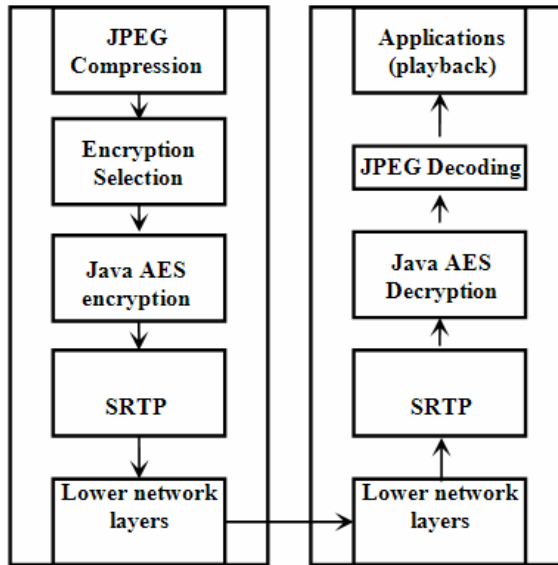 JPEG
Compression
Encryption
Selection
Java AES
encryption
SRTP
Lower network
layers
Applications
(playback)
JPEG Decoding
Java AES
Decryption
SRTP
Lower network
layers